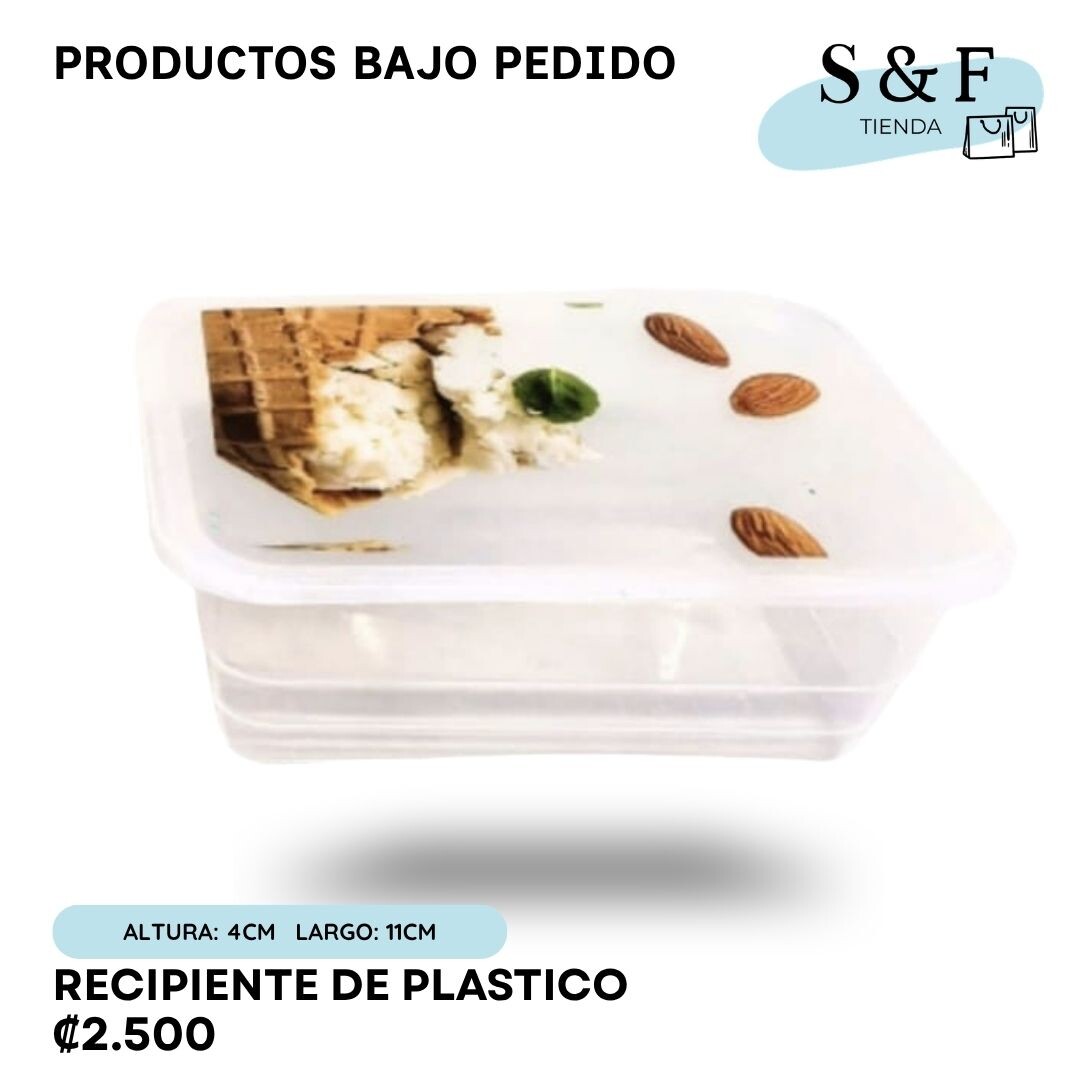 PRODUCTOS BAJO PEDIDO
S & F
TIENDA
ALTURA: 4CM LARGO: 11CM
RECIPIENTE DE PLASTICO
₡2.500